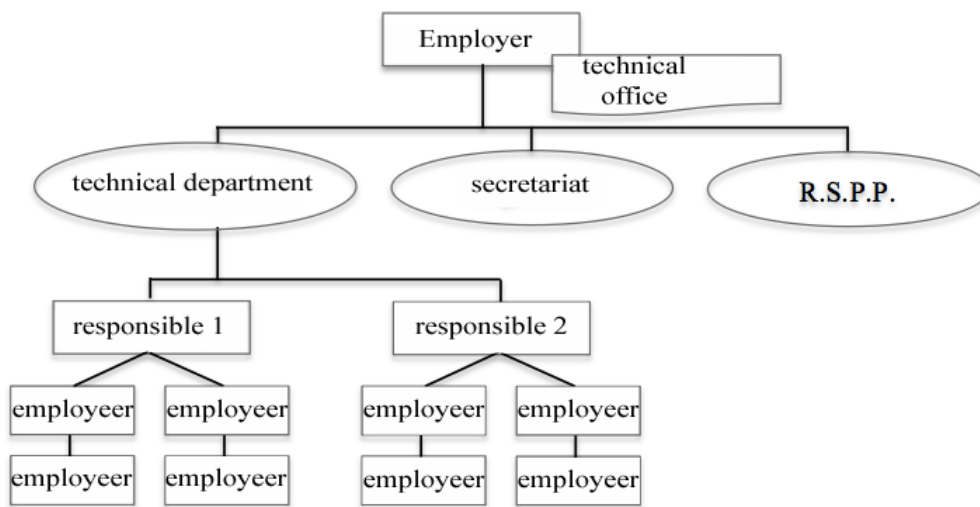 Employer
technical
office
technical department
secretariat
R.S.P.P.
responsible 1
responsible 2
employeer
employeer
employeer
employeer
employeer
employeer
employeer
employeer